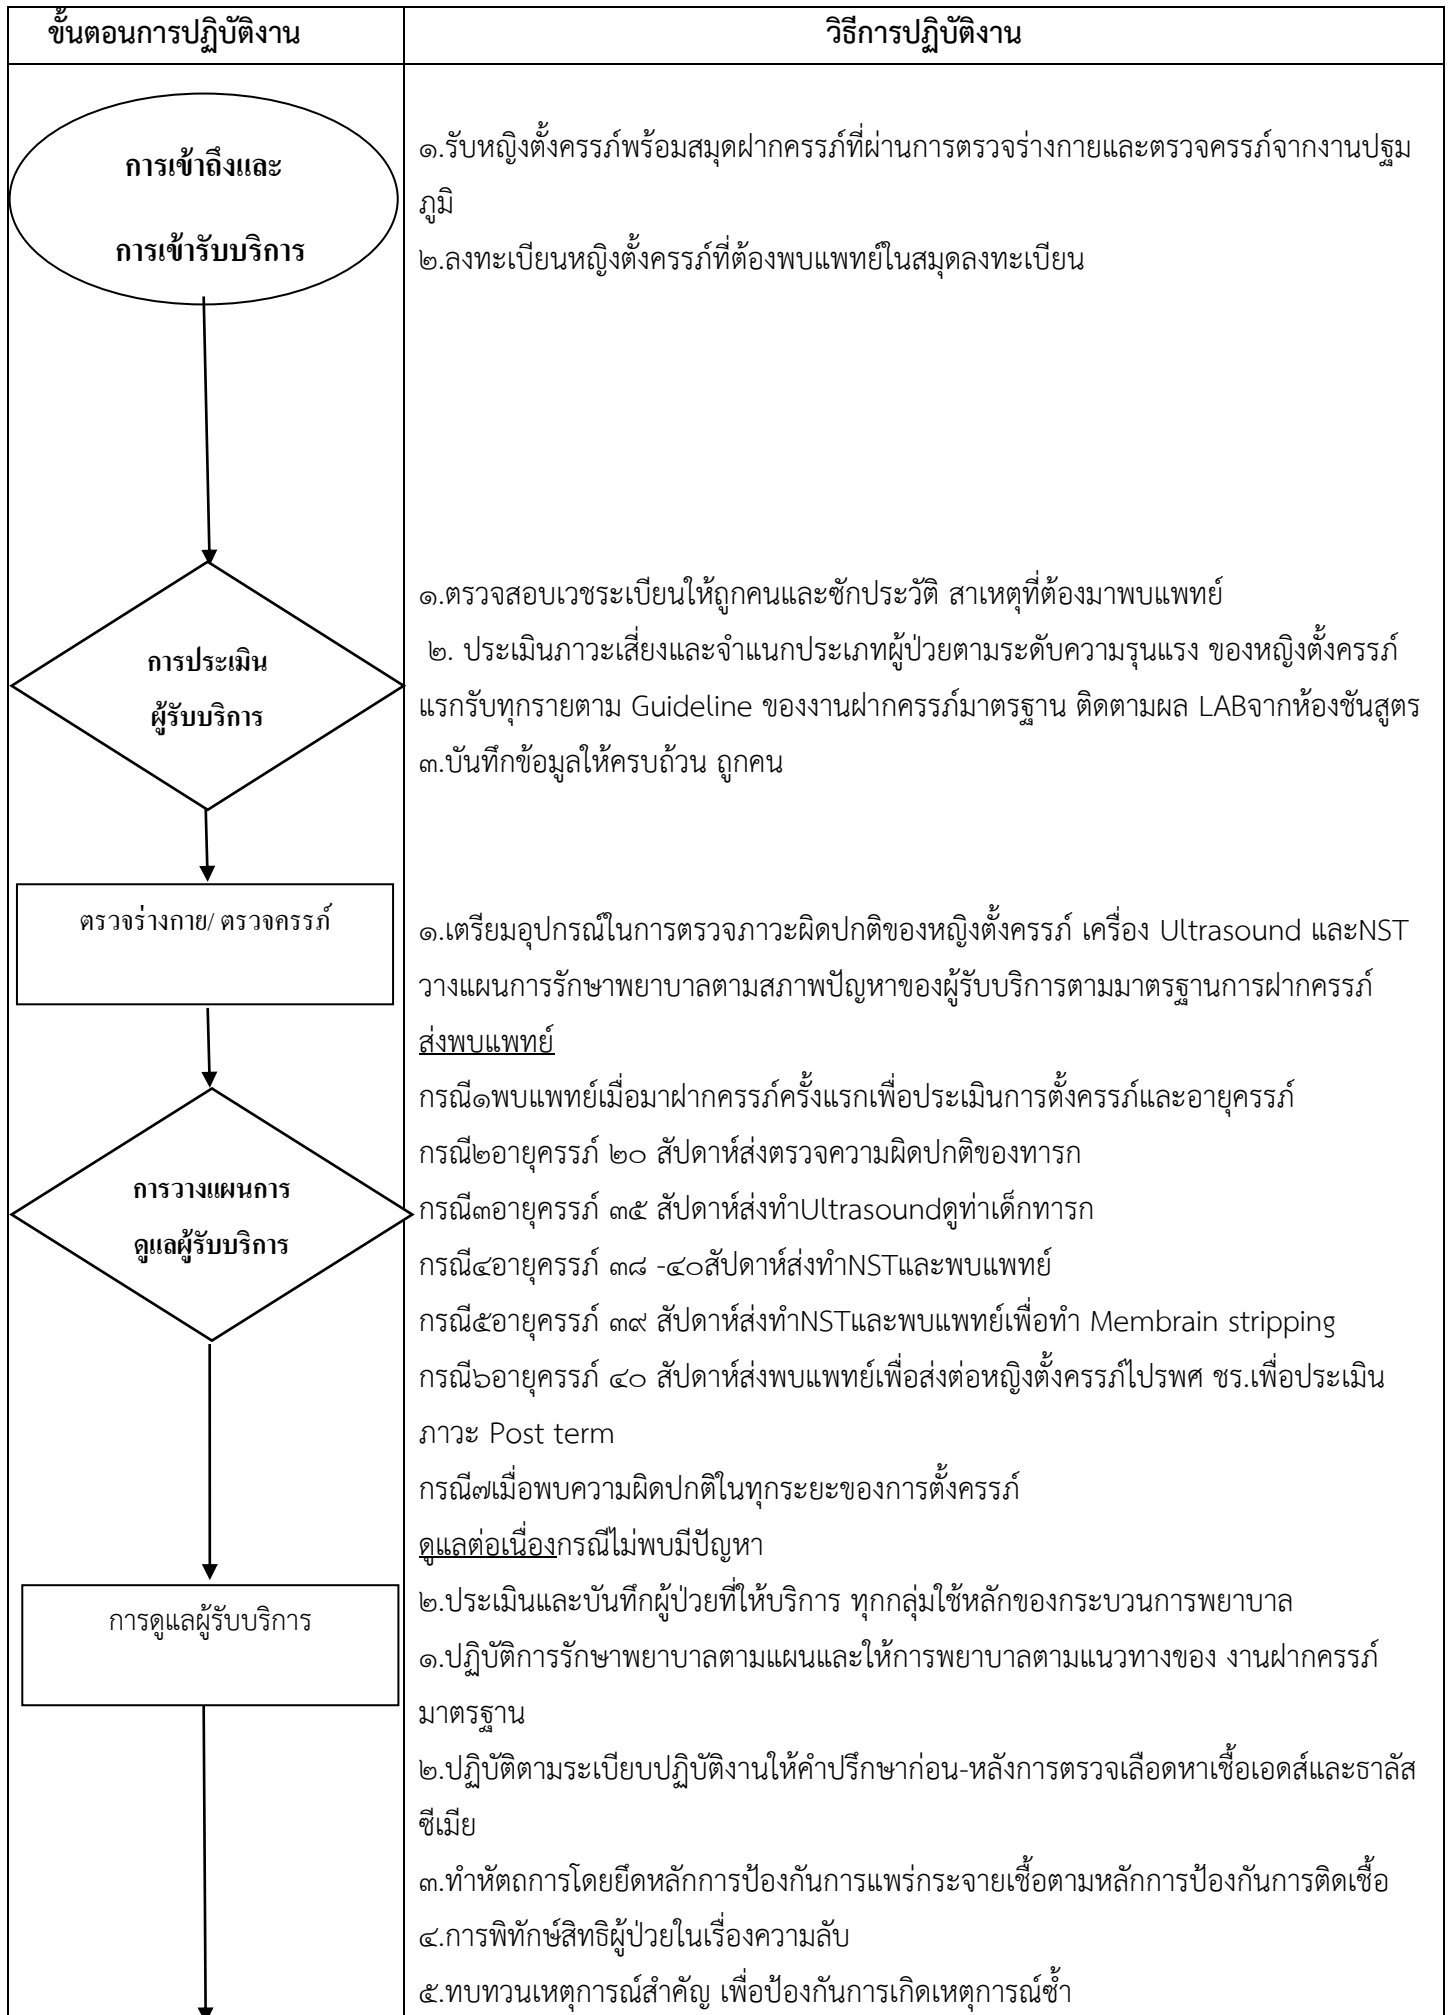 ขั้นตอนการปฏิบัติงาน
วิธีการปฏิบัติงาน
การเข้าถึงและ
การเข้ารับบริการ
๑.รับหญิงตั้งครรภ์พร้อมสมุดฝากครรภ์ที่ผ่านการตรวจร่างกายและตรวจครรภ์จากงานปฐม
ภูมิ
๒.ลงทะเบียนหญิงตั้งครรภ์ที่ต้องพบแพทย์ในสมุดลงทะเบียน
การประเมิน
ผู้รับบริการ
๑.ตรวจสอบเวชระเบียนให้ถูกคนและซักประวัติ สาเหตุที่ต้องมาพบแพทย์
๒. ประเมินภาวะเสี่ยงและจำแนกประเภทผู้ป่วยตามระดับความรุนแรง ของหญิงตั้งครรภ์
แรกรับทุกรายตาม Guideline ของงานฝากครรภ์มาตรฐาน ติดตามผล LABจากห้องชันสูตร
๓.บันทึกข้อมูลให้ครบถ้วน ถูกคน
ตรวจร่างกาย/ ตรวจครรภ์
๑.เตรียมอุปกรณ์ในการตรวจภาวะผิดปกติของหญิงตั้งครรภ์ เครื่อง Ultrasound และNST
วางแผนการรักษาพยาบาลตามสภาพปัญหาของผู้รับบริการตามมาตรฐานการฝากครรภ์
ส่งพบแพทย์
การวางแผนการ
ดูแลผู้รับบริการ
กรณี๑พบแพทย์เมื่อมาฝากครรภ์ครั้งแรกเพื่อประเมินการตั้งครรภ์และอายุครรภ์
กรณี๒อายุครรภ์ ๒๐ สัปดาห์ส่งตรวจความผิดปกติของทารก
กรณี๓อายุครรภ์ ๓๕ สัปดาห์ส่งทำUltrasoundดูท่าเด็กทารก
กรณี๔อายุครรภ์ ๓๘ -๔๐สัปดาห์ส่งทำNSTและพบแพทย์
กรณี๕อายุครรภ์ ๓๙ สัปดาห์ส่งทำNSTและพบแพทย์เพื่อทำ Membrain stripping
กรณี๖อายุครรภ์ ๔๐ สัปดาห์ส่งพบแพทย์เพื่อส่งต่อหญิงตั้งครรภ์ไปรพศ ชร.เพื่อประเมิน
ภาวะ Post term
กรณี๗เมื่อพบความผิดปกติในทุกระยะของการตั้งครรภ์
ดูแลต่อเนื่องกรณีไม่พบมีปัญหา
การดูแลผู้รับบริการ
๒.ประเมินและบันทึกผู้ป่วยที่ให้บริการ ทุกกลุ่มใช้หลักของกระบวนการพยาบาล
๑.ปฏิบัติการรักษาพยาบาลตามแผนและให้การพยาบาลตามแนวทางของ งานฝากครรภ์
มาตรฐาน
๒.ปฏิบัติตามระเบียบปฏิบัติงานให้คำปรึกษาก่อน-หลังการตรวจเลือดหาเชื้อเอดส์และธาลัส
ซีเมีย
๓.ทำหัตถการโดยยึดหลักการป้องกันการแพร่กระจายเชื้อตามหลักการป้องกันการติดเชื้อ
๔.การพิทักษ์สิทธิผู้ป่วยในเรื่องความลับ
๕.ทบทวนเหตุการณ์สำคัญ เพื่อป้องกันการเกิดเหตุการณ์ซ้ำ